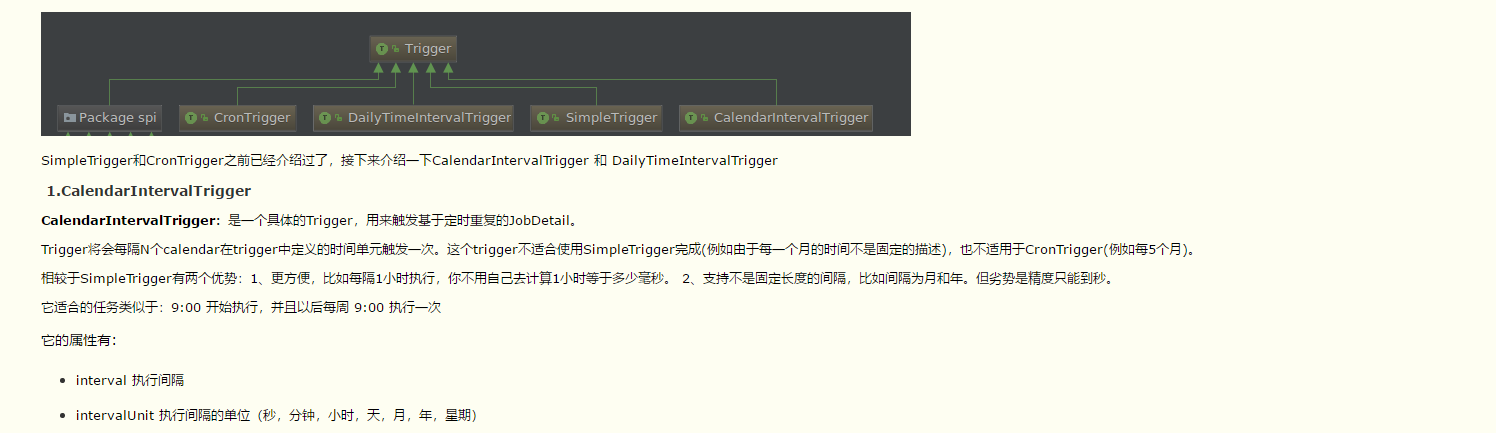 Trigger
Package spi
CronTrigger
DailyTimeIntervalTrigger
SimpleTrigger
CalendarIntervalTrigger
SimpleTrigger和CronTrigger之前已经介绍过了，接下来介绍一下CalendarIntervalTrigger 和 DailyTimeIntervalTrigger
1.CalendarIntervalTrigger
CalendarIntervalTrigger：是一个具体的Trigger，用来触发基于定时重复的JobDetail。
Trigger将会每隔N个calendar在trigger中定义的时间单元触发一次。这个trigger不适合使用SimpleTrigger完成(例如由于每一个月的时间不是固定的描述)，也不适用于CronTrigger(例如每5个月)。
相较于SimpleTrigger有两个优势：1、更方便，比如每隔1小时执行，你不用自己去计算1小时等于多少毫秒。 2、支持不是固定长度的间隔，比如间隔为月和年。但劣势是精度只能到秒。
它适合的任务类似于：9:00 开始执行，并且以后每周 9:00 执行一次
它的属性有：
• interval 执行间隔
• intervalUnit 执行间隔的单位（秒，分钟，小时，天，月，年，星期）